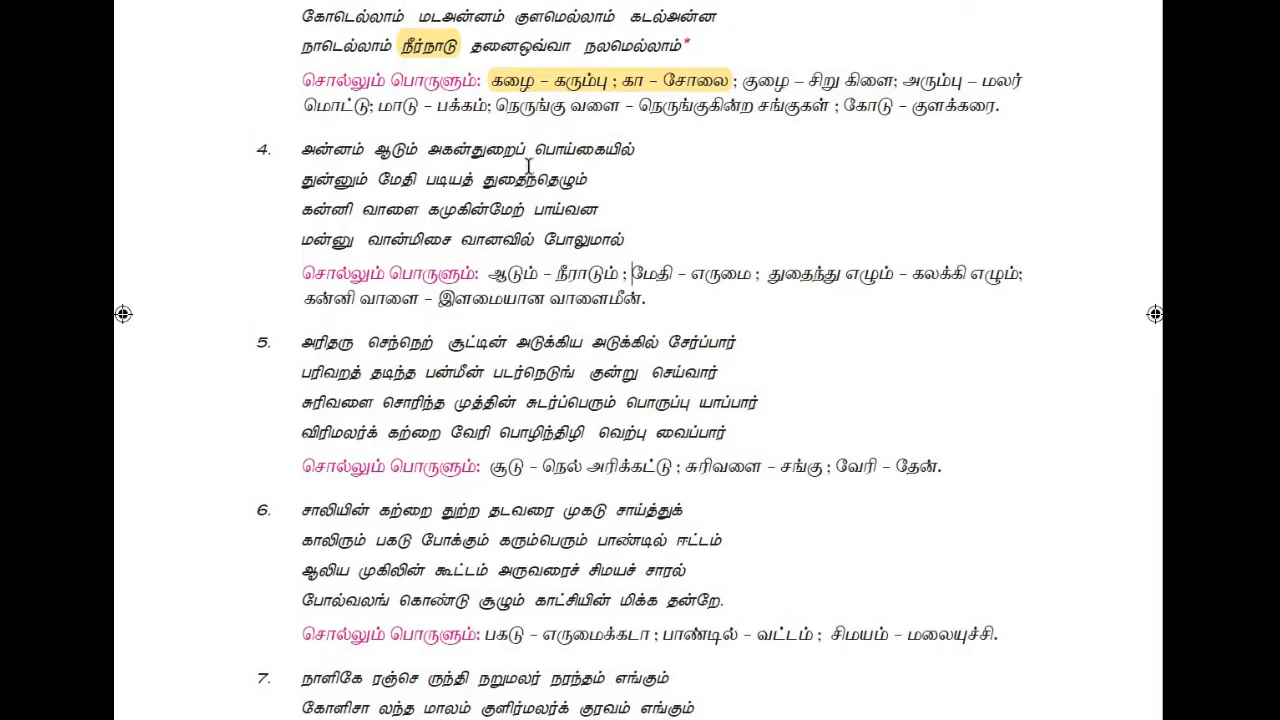 கோடெல்லாம் மடஅன்னம் குளமெல்லாம் கடல்அன்ன
நாடெல்லாம் நீர்நாடு தனைஒவ்வா நலமெல்லாம்*
சொல்லும் பொருளும்: கழை – கரும்பு ; கா – சோலை ; குழை – சிறு கிளை; அரும்பு – மலர்
மொட்டு; மாடு – பக்கம்; நெருங்கு வளை – நெருங்குகின்ற சங்குகள் ; கோடு – குளக்கரை.
4. அன்னம் ஆடும் அகன்துறைப் பொய்கையில்
துன்னும் மேதி படியத் துதைந்தெழும்
கன்னி வாளை கமுகின்மேற் பாய்வன
மன்னு வான்மிசை வானவில் போலுமால்
சொல்லும் பொருளும்: ஆடும் – நீராடும் ; மேதி – எருமை ; துதைந்து எழும் – கலக்கி எழும்;
கன்னி வாளை – இளமையான வாளைமீன்.
5. அரிதரு செந்நெற் சூட்டின் அடுக்கிய அடுக்கில் சேர்ப்பார்
பரிவறத் தடிந்த பன்மீன் படர்நெடுங் குன்று செய்வார்
சுரிவளை சொரிந்த முத்தின் சுடர்ப்பெரும் பொருப்பு யாப்பார்
விரிமலர்க் கற்றை வேரி பொழிந்திழி வெற்பு வைப்பார்
சொல்லும் பொருளும்: சூடு – நெல் அரிக்கட்டு ; சுரிவளை – சங்கு ; வேரி – தேன்.
6. சாலியின் கற்றை துற்ற தடவரை முகடு சாய்த்துக்
காலிரும் பகடு போக்கும் கரும்பெரும் பாண்டில் ஈட்டம்
ஆலிய முகிலின் கூட்டம் அருவரைச் சிமயச் சாரல்
போல்வலங் கொண்டு சூழும் காட்சியின் மிக்க தன்றே.
சொல்லும் பொருளும்: பகடு – எருமைக்கடா ; பாண்டில் – வட்டம் ; சிமயம் – மலையுச்சி.
7. நாளிகே ரஞ்செ ருந்தி நறுமலர் நரந்தம் எங்கும்
கோளிசா லந்த மாலம் குளிர்மலர்க் குரவம் எங்கும்